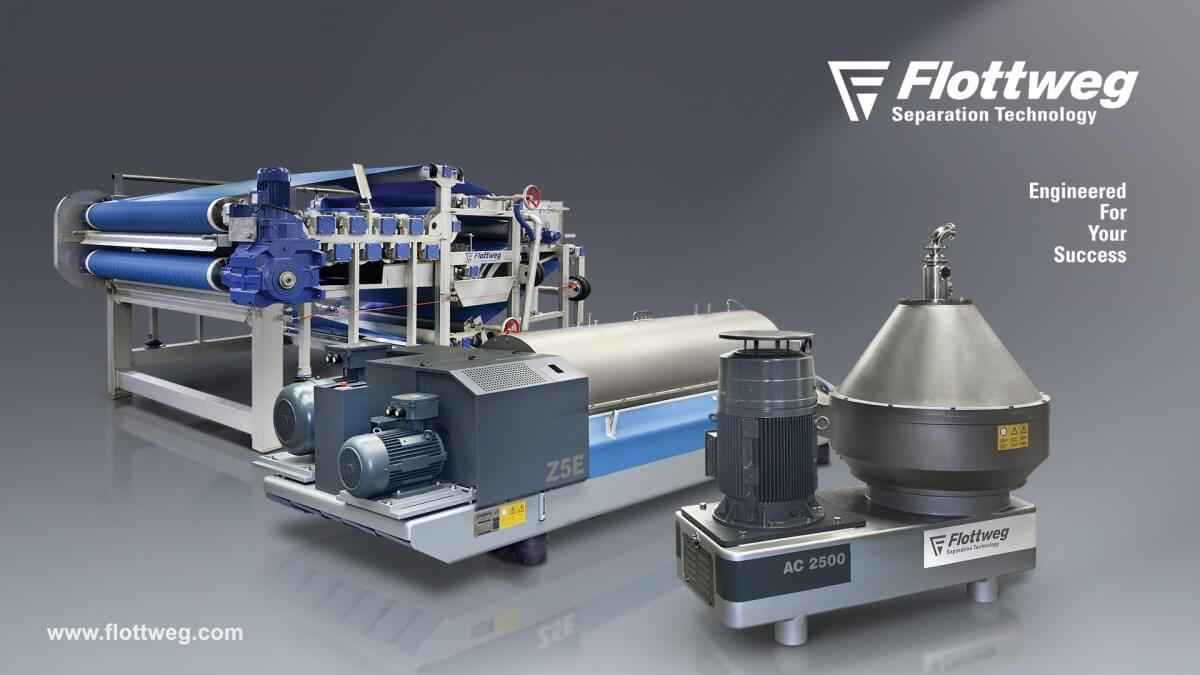 Flottweg
Separation Technology
Engineered
For
Your
Success
Flottweg
Z5E
AC 2500
Flottweg
Separation Technology
www.flottweg.com